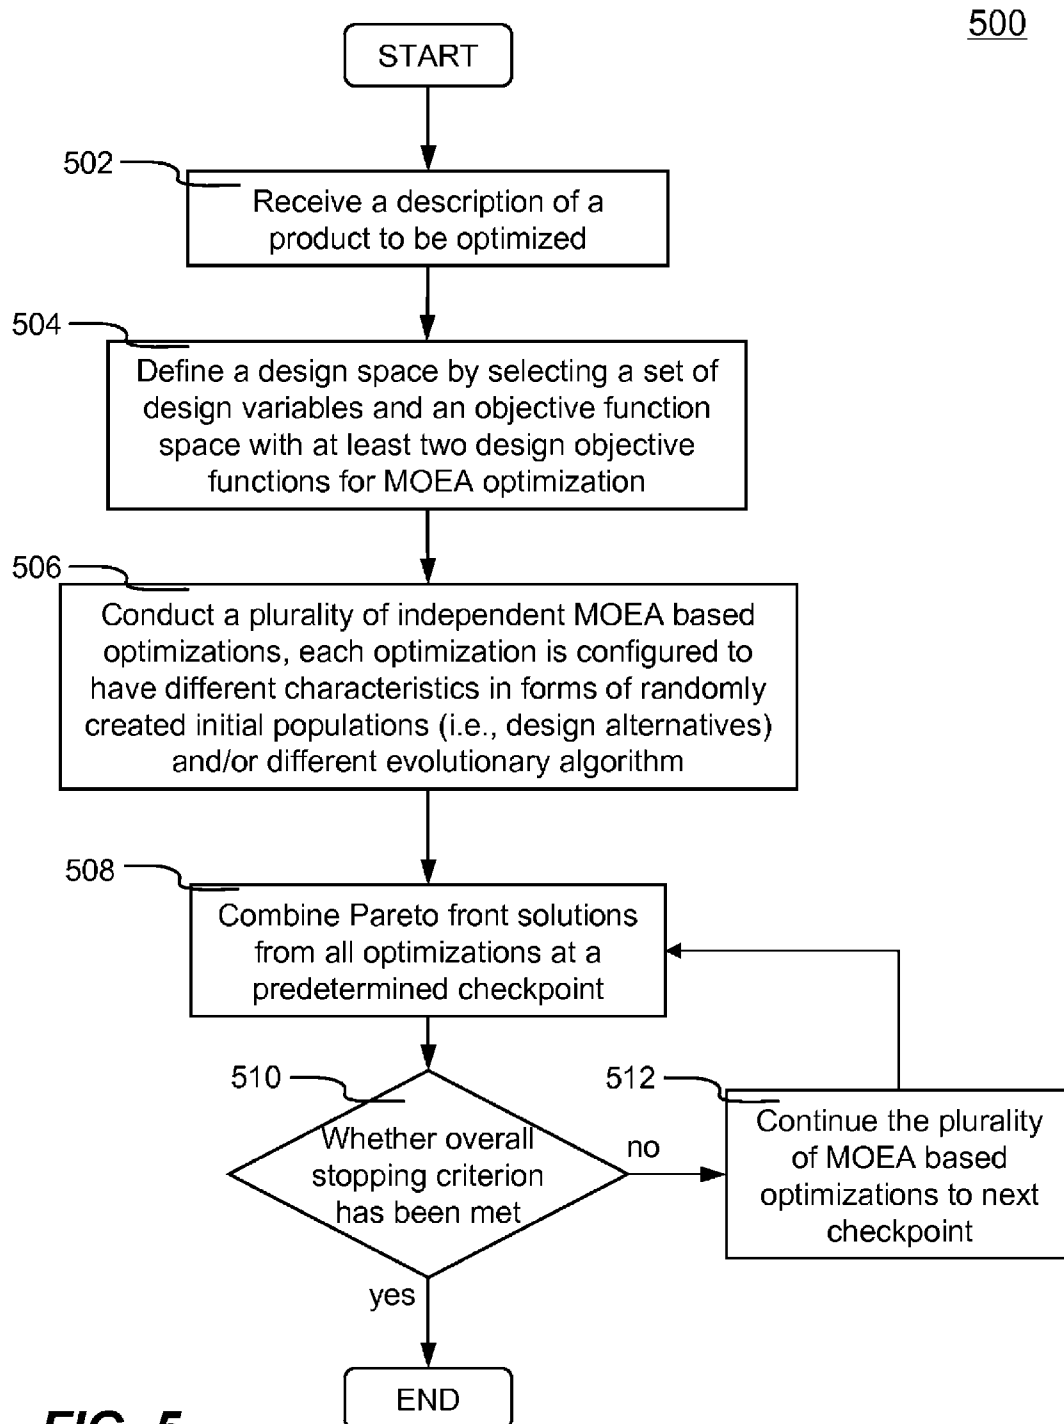 500
START
502
Receive a description of a
product to be optimized
504
Define a design space by selecting a set of
design variables and an objective function
space with at least two design objective
functions for MOEA optimization
506
Conduct a plurality of independent MOEA based
optimizations, each optimization is configured to
have different characteristics in forms of randomly
created initial populations (i.e., design alternatives)
and/or different evolutionary algorithm
508
Combine Pareto front solutions
from all optimizations at a
predetermined checkpoint
510
Whether overall
stopping criterion
has been met
no
512
Continue the plurality
of MOEA based
optimizations to next
checkpoint
yes
END
FIG. 5